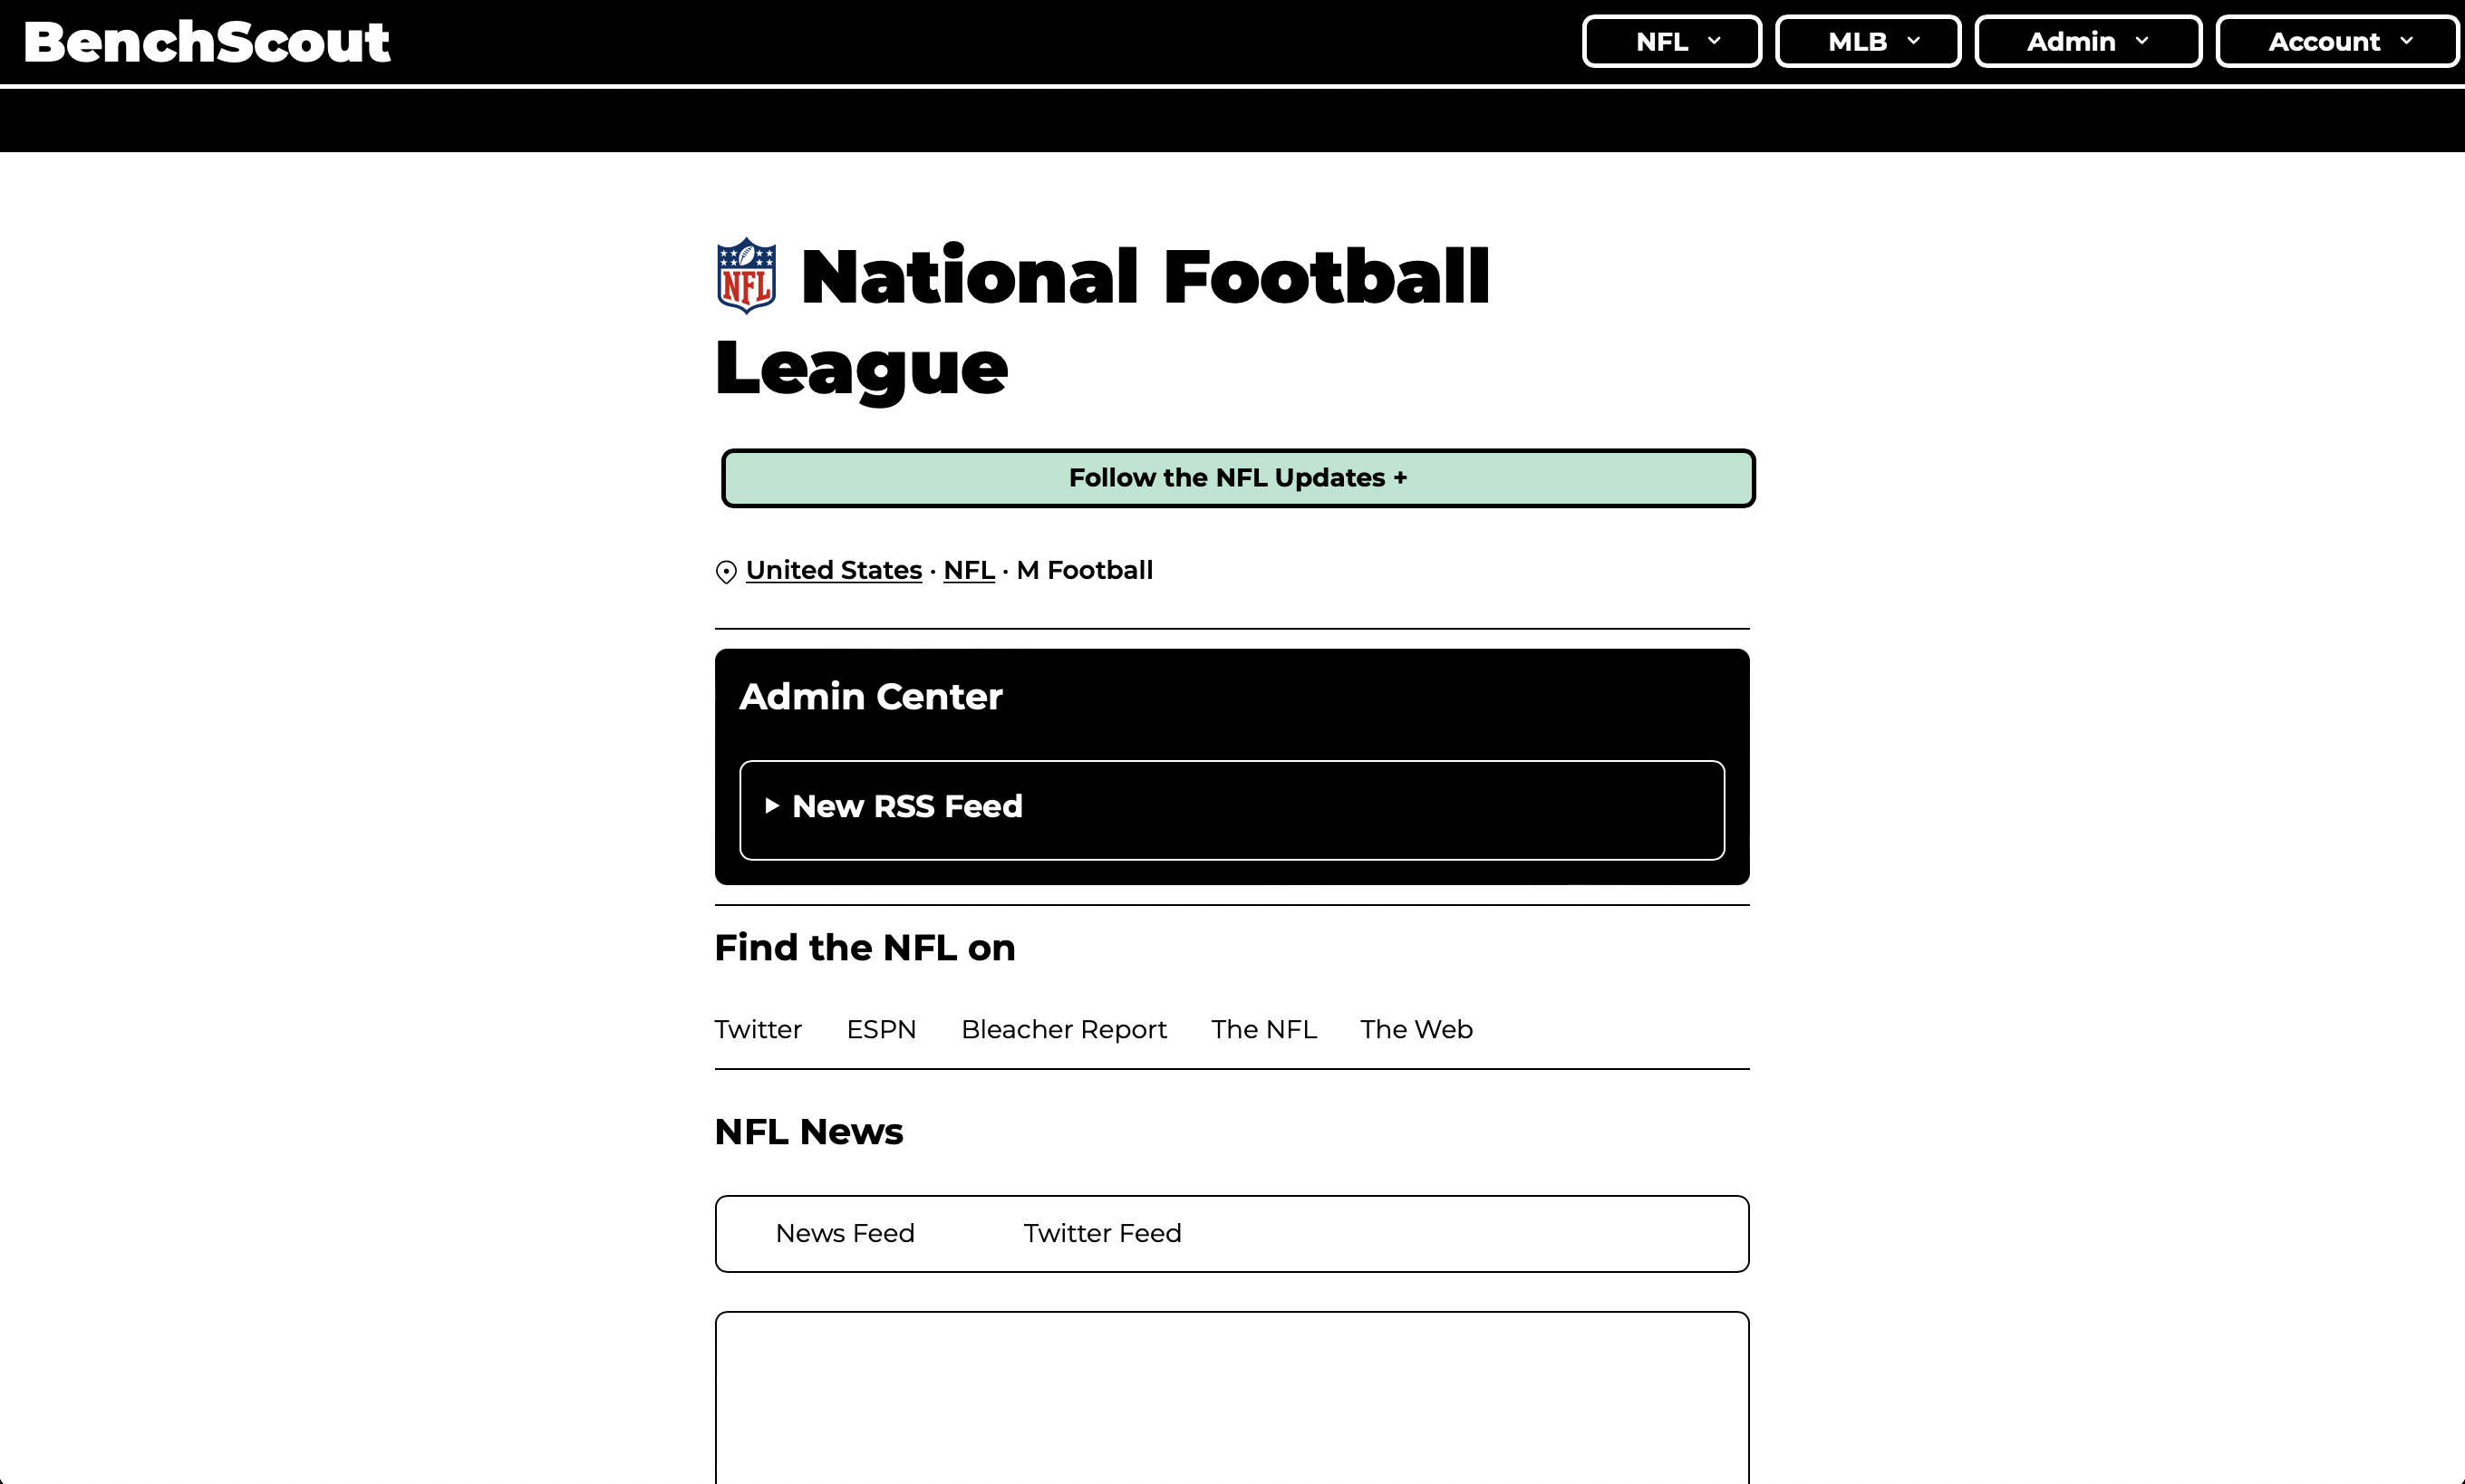 BenchScout
NFL
MLB
Admin
Account
NFL National Football
League
Follow the NFL Updates +
United States · NFL · M Football
Admin Center
New RSS Feed
Find the NFL on
Twitter ESPN Bleacher Report The NFL The Web
NFL News
News Feed Twitter Feed